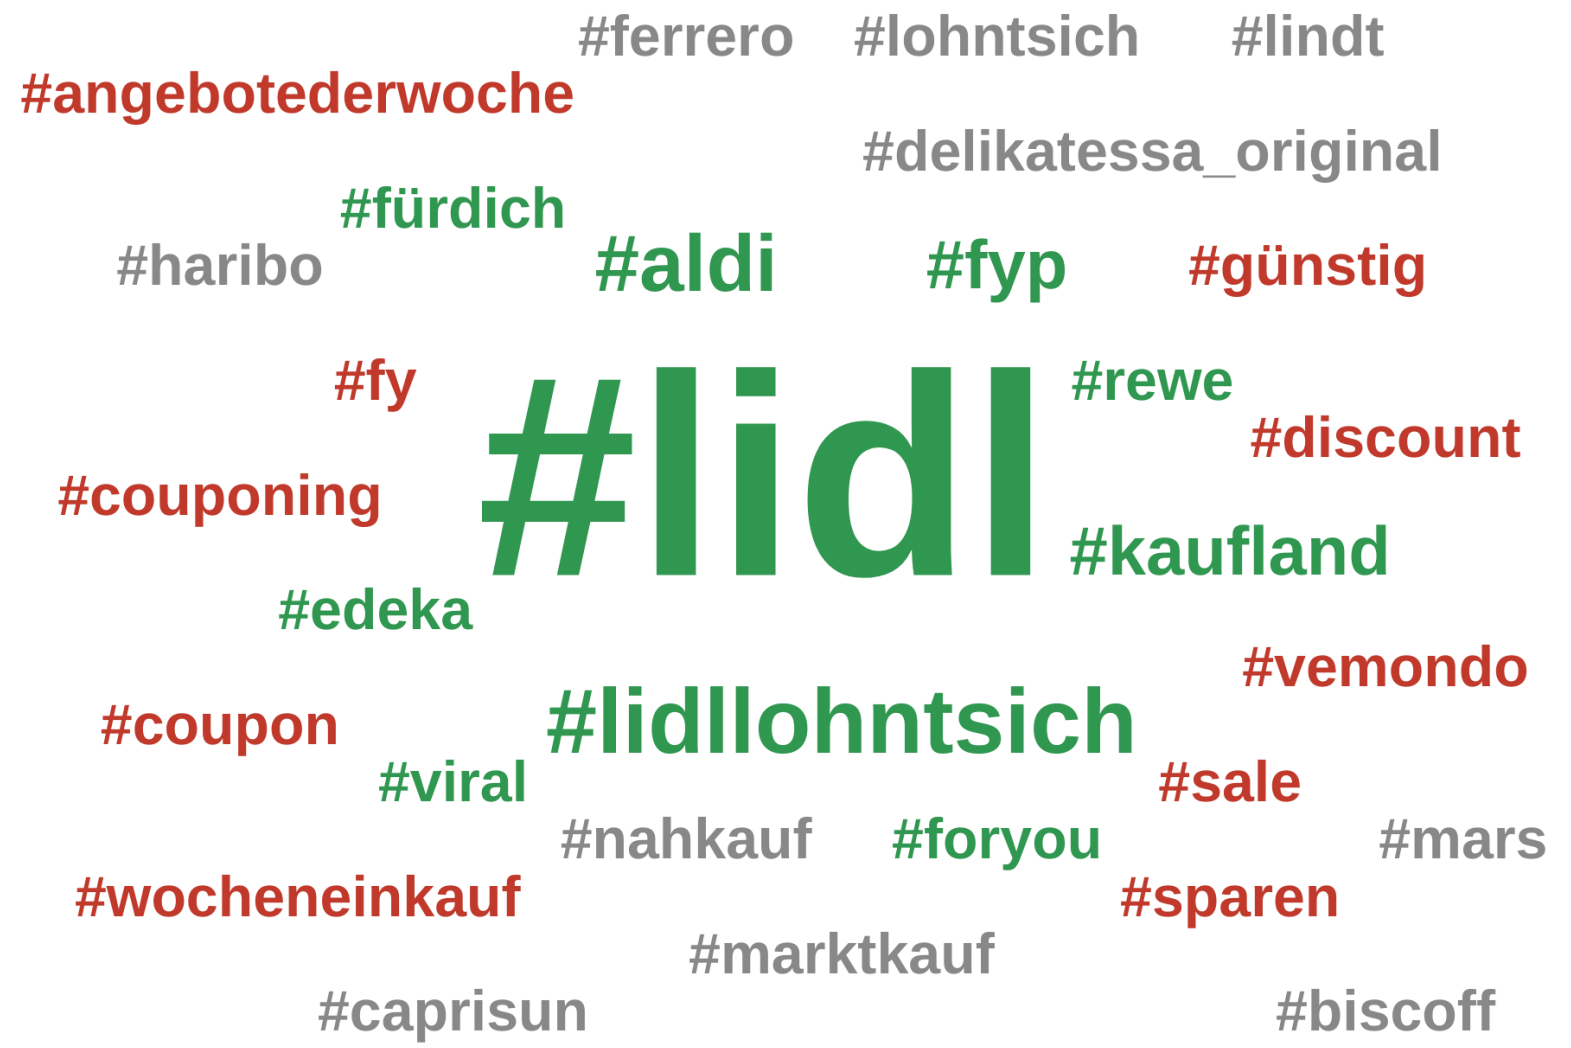 #ferrero #lohntsich #lindt
#angebotederwoche
#delikatessa_original
#fürdich
#haribo #aldi #fyp #günstig
#fy #rewe
#discount
#lidl
#couponing
#kaufland
#edeka
#vemondo
#coupon #lidllohntsich
#viral #sale
#nahkauf #foryou #mars
#wocheneinkauf #sparen
#marktkauf
#caprisun #biscoff